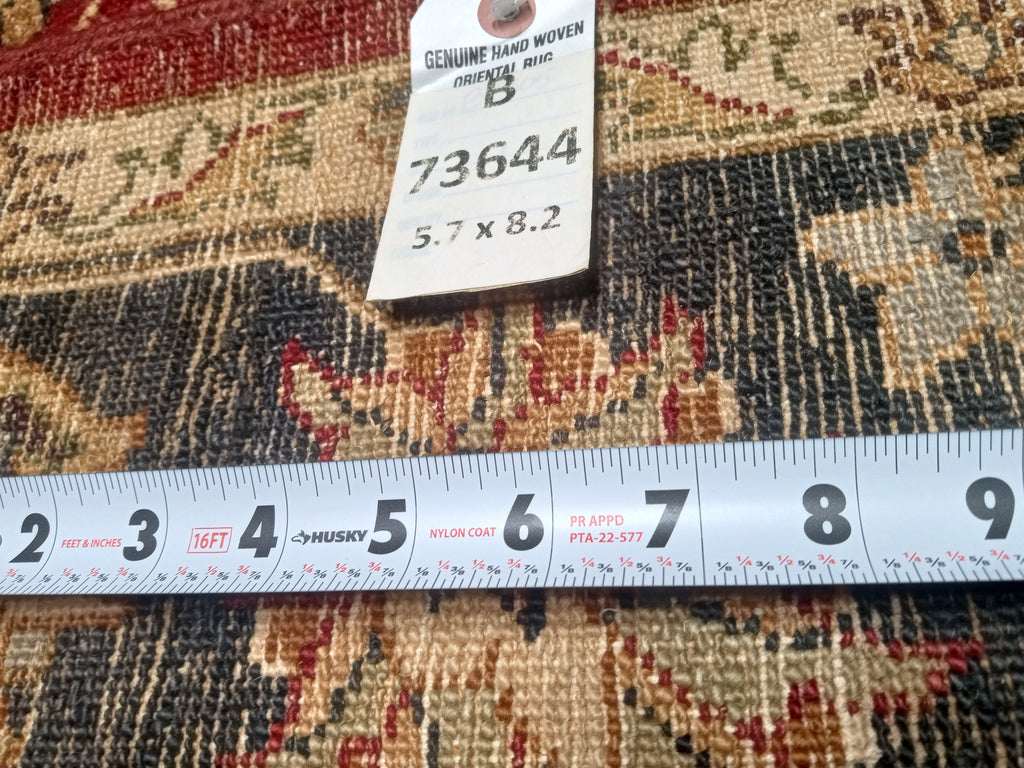 GENUINE HAND WOVEN
ORIENTAL RUG
B
73644
5.7 x 8.2
2 3 4 5 6 7 8 9
FEET & INCHES 16FT HUSKY NYLON COAT PR APPD
PTA-22-577